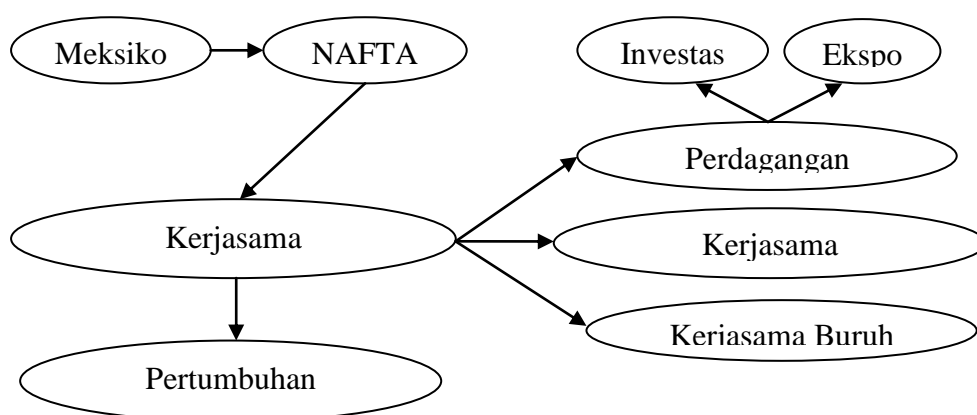 Meksiko
NAFTA
Investas
Ekspo
Perdagangan
Kerjasama
Kerjasama
Kerjasama Buruh
Pertumbuhan